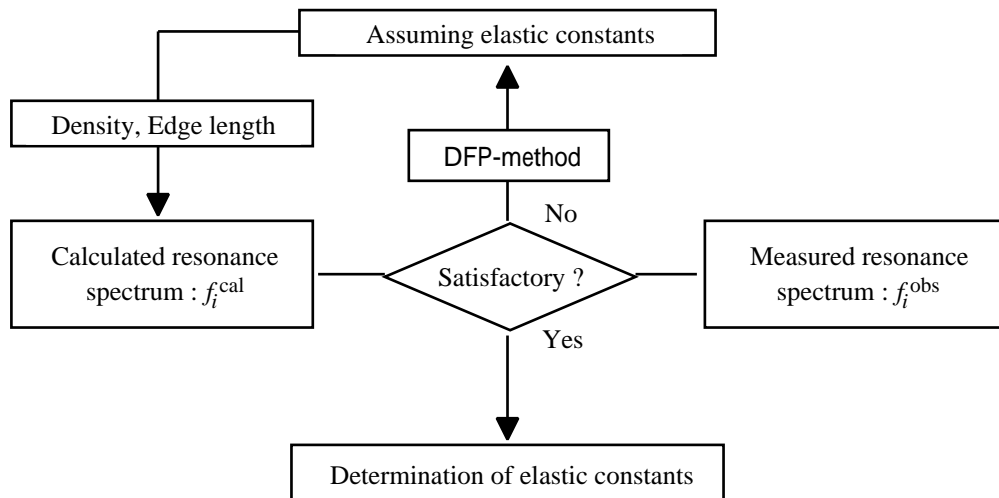 Assuming elastic constants
Density, Edge length
DFP-method
No
Calculated resonance
spectrum : f_i^cal
Satisfactory ?
Measured resonance
spectrum : f_i^obs
Yes
Determination of elastic constants